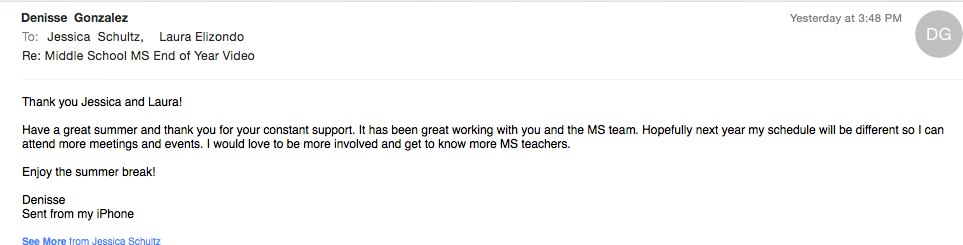 Denisse Gonzalez
Yesterday at 3:48 PM
DG
To: Jessica Schultz, Laura Elizondo
Re: Middle School MS End of Year Video
Thank you Jessica and Laura!
Have a great summer and thank you for your constant support. It has been great working with you and the MS team. Hopefully next year my schedule will be different so I can
attend more meetings and events. I would love to be more involved and get to know more MS teachers.
Enjoy the summer break!
Denisse
Sent from my iPhone
See More from Jessica Schultz